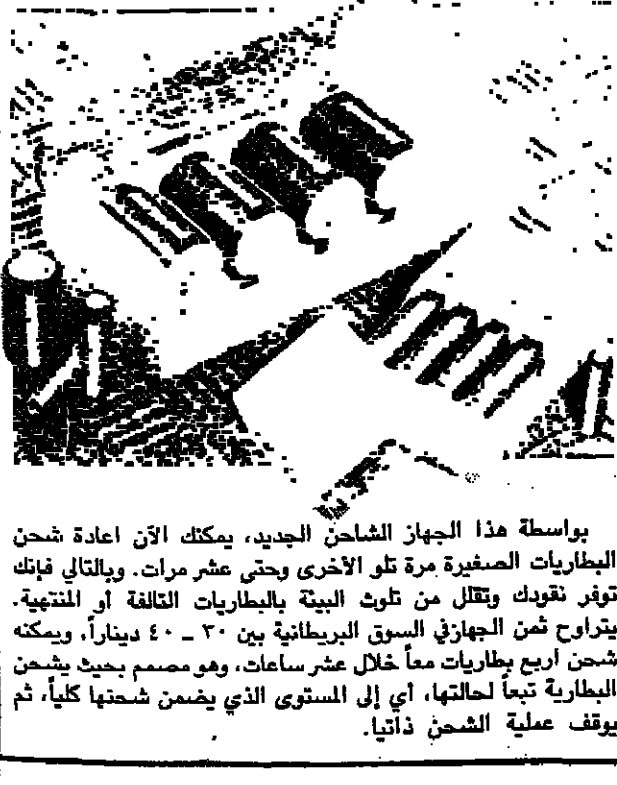 بواسطة هذا الجهاز الشاحن الجديد، يمكنك الآن اعادة شحن
البطاريات الصغيرة مرة تلو الأخرى وحتى عشر مرات. وبالتالي فإنك
توفر نقودك وتقلل من تلوث البيئة بالبطاريات التالفة أو المنتهية.
يتراوح ثمن الجهازفي السوق البريطانية بين ٣٠ ـ ٤٠ ديناراً، ويمكنه
شحن اربع بطاريات معاً خلال عشر ساعات، وهو مصمم بحيث يشحن
البطارية تبعاً لحالتها، أي إلى المستوى الذي يضمن شحنها كلياً، ثم
يوقف عملية الشحن ذاتيا.